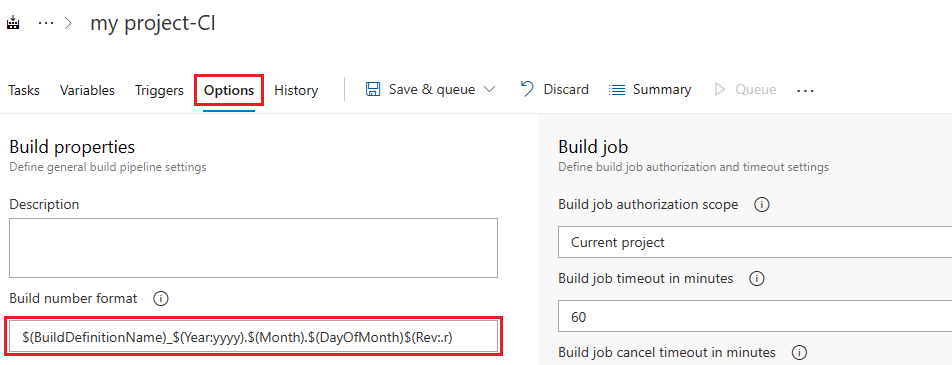 ... > my project-CI
Tasks Variables Triggers Options History Save & queue Discard Summary Queue ...
Build properties
Define general build pipeline settings
Description
Build number format
$(BuildDefinitionName)_$(Year:yyyy).$(Month).$(DayOfMonth)$(Rev:.r)
Build job
Define build job authorization and timeout settings
Build job authorization scope
Current project
Build job timeout in minutes
60
Build job cancel timeout in minutes